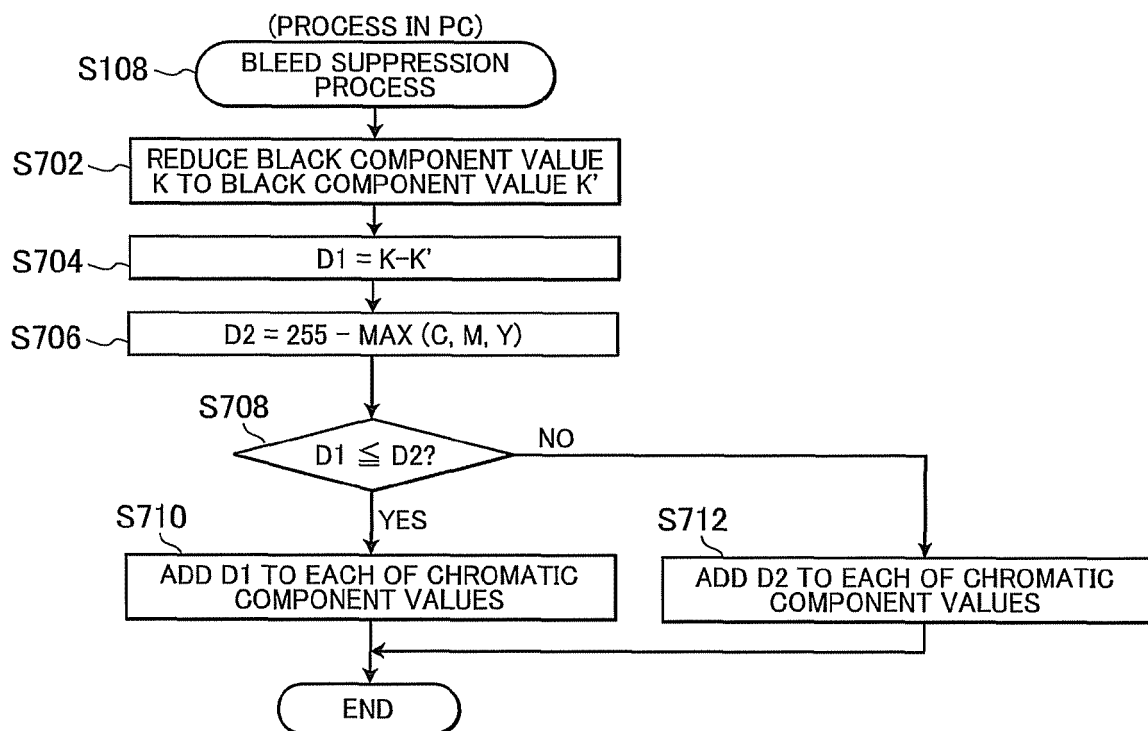 (PROCESS IN PC)
S108
BLEED SUPPRESSION
PROCESS
S702
REDUCE BLACK COMPONENT VALUE
K TO BLACK COMPONENT VALUE K'
S704
D1 = K-K'
S706
D2 = 255 - MAX (C, M, Y)
S708
D1 ≦ D2?
NO
YES
S710
ADD D1 TO EACH OF CHROMATIC
COMPONENT VALUES
S712
ADD D2 TO EACH OF CHROMATIC
COMPONENT VALUES
END